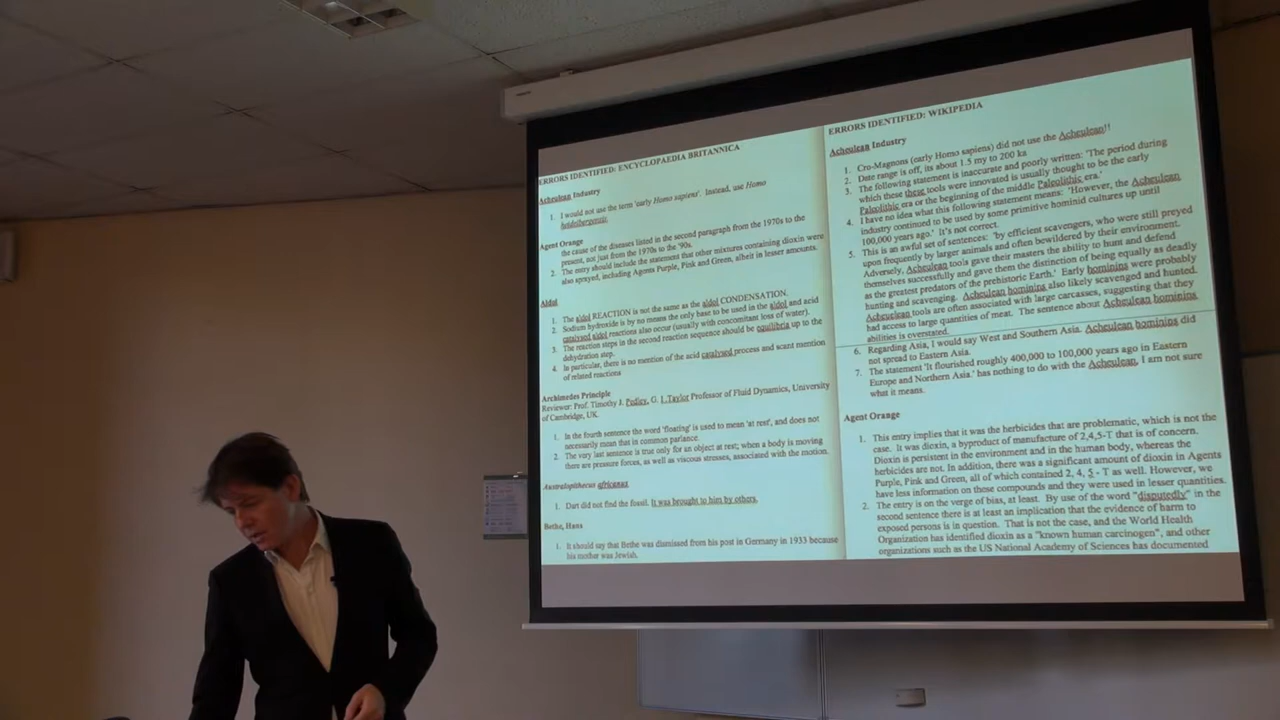 ERRORS IDENTIFIED: ENCYCLOPAEDIA BRITANNICA
Acheulean Industry
1. I would not use the term 'early Homo sapiens'. Instead, use Homo
heidelbergensis.
Agent Orange
the cause of the diseases listed in the second paragraph from the 1970s to the
present, not just from the 1970s to the '90s.
2. The entry should include the statement that other mixtures containing dioxin were
also sprayed, including Agents Purple, Pink and Green, albeit in lesser amounts.
Aldol
1. The aldol REACTION is not the same as the aldol CONDENSATION.
2. Sodium hydroxide is by no means the only base to be used in the aldol and acid
catalysed aldol reactions also occur (usually with concomitant loss of water).
3. The reaction steps in the second reaction sequence should be equilibria up to the
dehydration step.
4. In particular, there is no mention of the acid catalysed process and scant mention
of related reactions
Archimedes Principle
Reviewer: Prof. Timothy J. Pedley, G. I. Taylor Professor of Fluid Dynamics, University
of Cambridge, UK.
1. In the fourth sentence the word 'floating' is used to mean 'at rest', and does not
necessarily mean that in common parlance.
2. The very last sentence is true only for an object at rest; when a body is moving
there are pressure forces, as well as viscous stresses, associated with the motion.
Australopithecus africanus
1. Dart did not find the fossil. It was brought to him by others.
Bethe, Hans
1. It should say that Bethe was dismissed from his post in Germany in 1933 because
his mother was Jewish.
ERRORS IDENTIFIED: WIKIPEDIA
Acheulean Industry
1. Cro-Magnons (early Homo sapiens) did not use the Acheulean!!
2. Date range is off, its about 1.5 my to 200 ka
3. The following statement is inaccurate and poorly written: 'The period during
which these these tools were innovated is usually thought to be the early
Paleolithic era or the beginning of the middle Paleolithic era.'
4. I have no idea what this following statement means: 'However, the Acheulean
industry continued to be used by some primitive hominid cultures up until
100,000 years ago.' It's not correct.
5. This is an awful set of sentences: 'by efficient scavengers, who were still preyed
upon frequently by larger animals and often bewildered by their environment.
Adversely, Acheulean tools gave their masters the ability to hunt and defend
themselves successfully and gave them the distinction of being equally as deadly
as the greatest predators of the prehistoric Earth.' Early hominins were probably
hunting and scavenging. Acheulean hominins also likely scavenged and hunted.
Acheuelean tools are often associated with large carcasses, suggesting that they
had access to large quantities of meat. The sentence about Acheulean hominins
abilities is overstated.
6. Regarding Asia, I would say West and Southern Asia. Acheulean hominins did
not spread to Eastern Asia.
7. The statement 'It flourished roughly 400,000 to 100,000 years ago in Eastern
Europe and Northern Asia.' has nothing to do with the Acheulean, I am not sure
what it means.
Agent Orange
1. This entry implies that it was the herbicides that are problematic, which is not the
case. It was dioxin, a byproduct of manufacture of 2,4,5-T that is of concern.
Dioxin is persistent in the environment and in the human body, whereas the
herbicides are not. In addition, there was a significant amount of dioxin in Agents
Purple, Pink and Green, all of which contained 2, 4, 5 - T as well. However, we
have less information on these compounds and they were used in lesser quantities.
2. The entry is on the verge of bias, at least. By use of the word "disputedly" in the
second sentence there is at least an implication that the evidence of harm to
exposed persons is in question. That is not the case, and the World Health
Organization has identified dioxin as a "known human carcinogen", and other
organizations such as the US National Academy of Sciences has documented